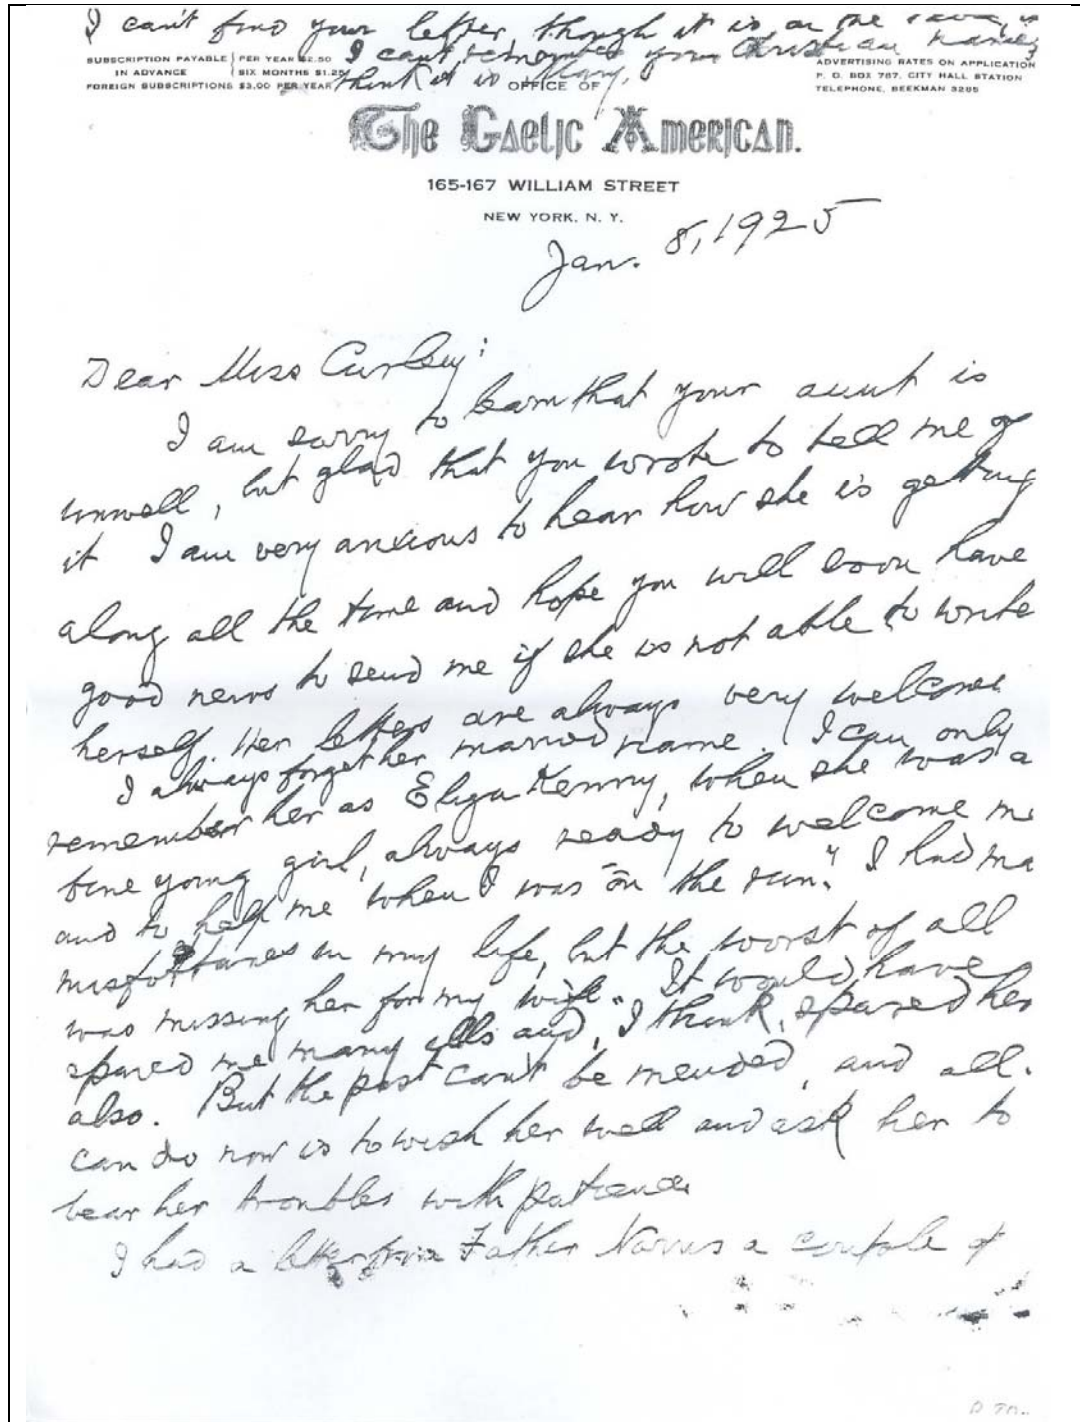 I can't find your letter, though it is on the
I can't remember your Christian name,
think it is Mary.
SUBSCRIPTION PAYABLE IN ADVANCE
PER YEAR $2.50
SIX MONTHS $1.25
FOREIGN SUBSCRIPTIONS $3.00 PER YEAR
OFFICE OF
ADVERTISING RATES ON APPLICATION
P. O. BOX 767, CITY HALL STATION
TELEPHONE, BEEKMAN 3295
The Gaelic American.
165-167 WILLIAM STREET
NEW YORK, N. Y.
Jan. 8, 1925
Dear Miss Curley:
I am sorry to learn that your aunt is
unwell, but glad that you wrote to tell me of
it I am very anxious to hear how she is getting
along all the time and hope you will soon have
good news to send me if she is not able to write
herself. Her letters are always very welcome
I always forget her married name. I can only
remember her as Eliza Kenny, when she was a
fine young girl, always ready to welcome me
and to help me when I was "on the run." I had ma
misfortunes in my life, but the worst of all
was missing her for my wife. It would have
spared me many ills and, I think, spared her
also. But the past can't be mended, and all
can do now is to wish her well and ask her to
bear her troubles with patience
I had a letter from Father a couple of